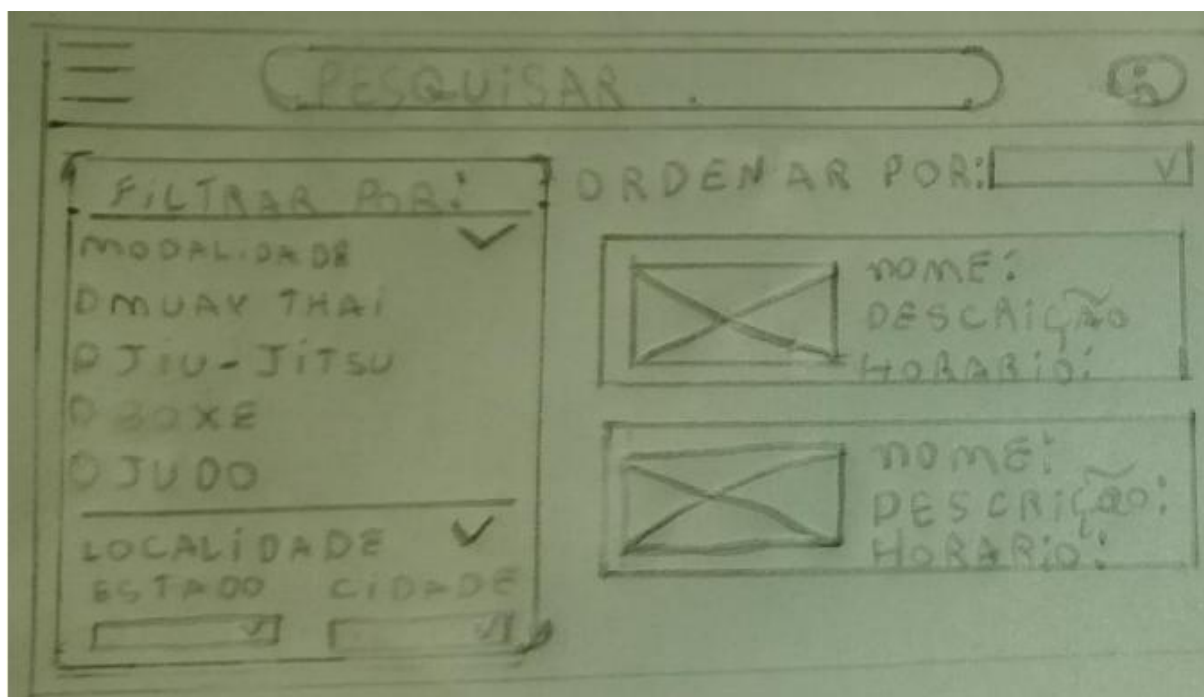 PESQUISAR
FILTRAR POR:
MODALIDADE
MUAY THAI
JIU-JITSU
BOXE
JUDO
LOCALIDADE
ESTADO CIDADE
ORDENAR POR:
NOME:
DESCRIÇÃO
HORARIO:
NOME:
DESCRIÇÃO:
HORARIO: